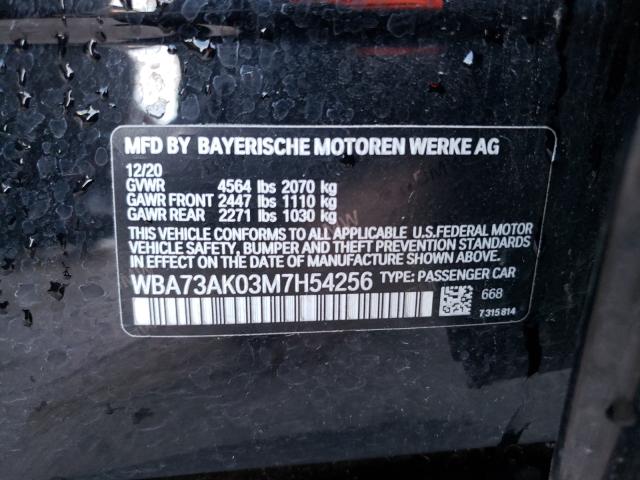 MFD BY BAYERISCHE MOTOREN WERKE AG
12/20
GVWR 4564 lbs 2070 kg
GAWR FRONT 2447 lbs 1110 kg
GAWR REAR 2271 lbs 1030 kg
THIS VEHICLE CONFORMS TO ALL APPLICABLE U.S.FEDERAL MOTOR
VEHICLE SAFETY, BUMPER AND THEFT PREVENTION STANDARDS
IN EFFECT ON THE DATE OF MANUFACTURE SHOWN ABOVE.
WBA73AK03M7H54256 TYPE: PASSENGER CAR
668
7315814